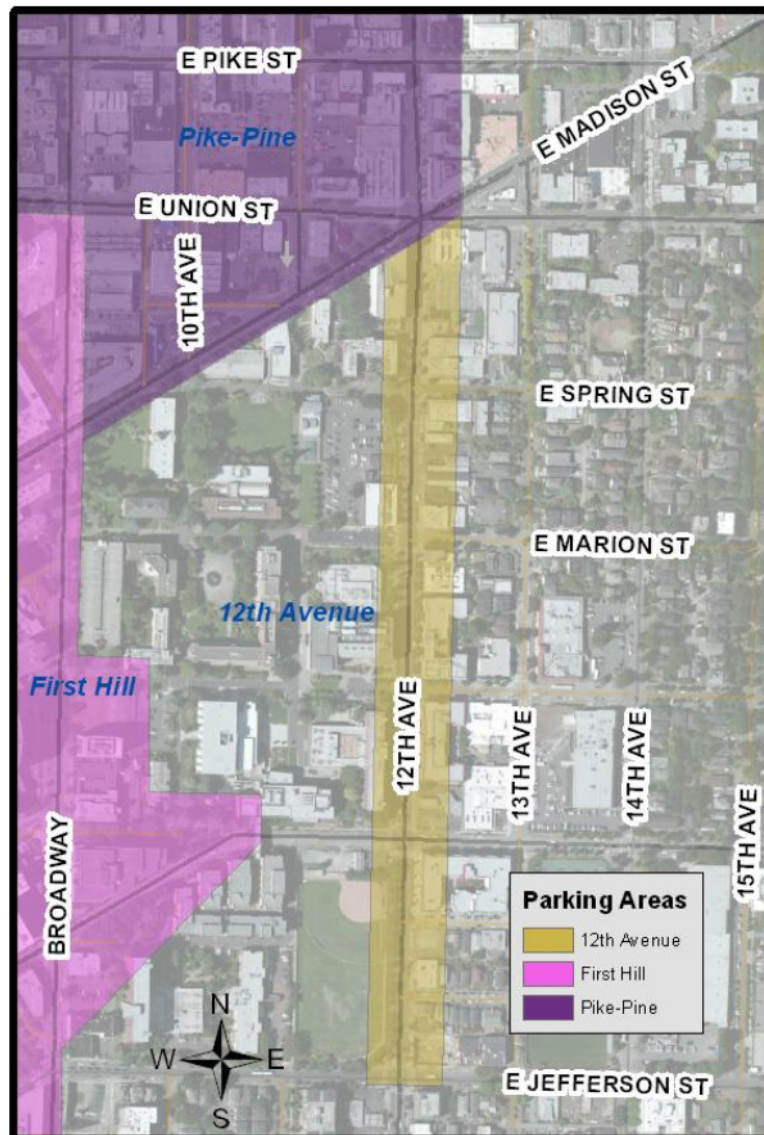 E PIKE ST
E MADISON ST
Pike-Pine
E UNION ST
10TH AVE
E SPRING ST
E MARION ST
12th Avenue
First Hill
12TH AVE
13TH AVE
14TH AVE
15TH AVE
BROADWAY
Parking Areas
12th Avenue
First Hill
Pike-Pine
N
W
E
S
E JEFFERSON ST